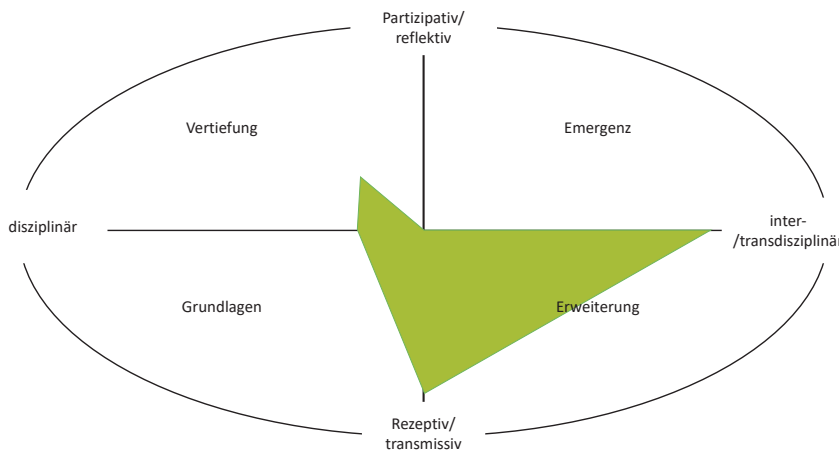 Partizipativ/
reflektiv
Vertiefung
Emergenz
disziplinär
inter-
/transdisziplinär
Grundlagen
Erweiterung
Rezeptiv/
transmissiv